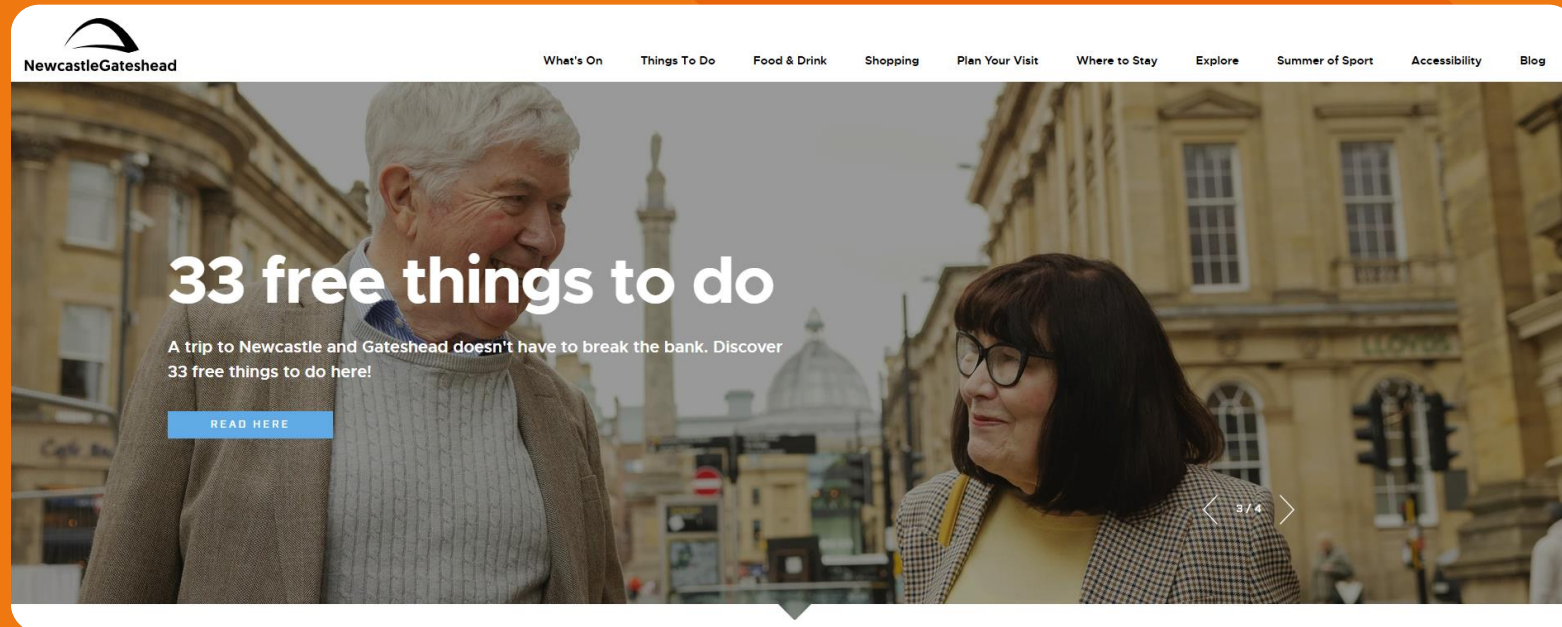 NewcastleGateshead
What's On
Things To Do
Food & Drink
Shopping
Plan Your Visit
Where to Stay
Explore
Summer of Sport
Accessibility
Blog
33 free things to do
A trip to Newcastle and Gateshead doesn't have to break the bank. Discover
33 free things to do here!
READ HERE
LLOYDS
3 / 4